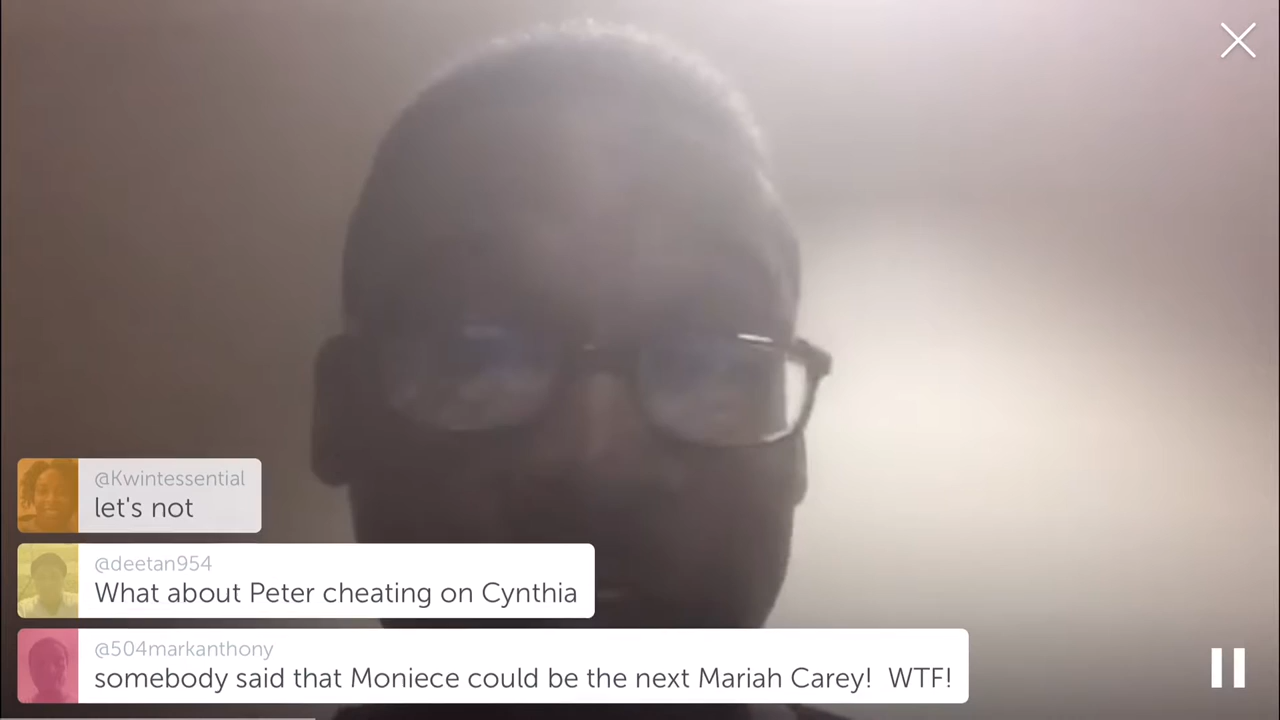 @Kwintessential
let's not
@deetan954
What about Peter cheating on Cynthia
@504markanthony
somebody said that Moniece could be the next Mariah Carey!  WTF!